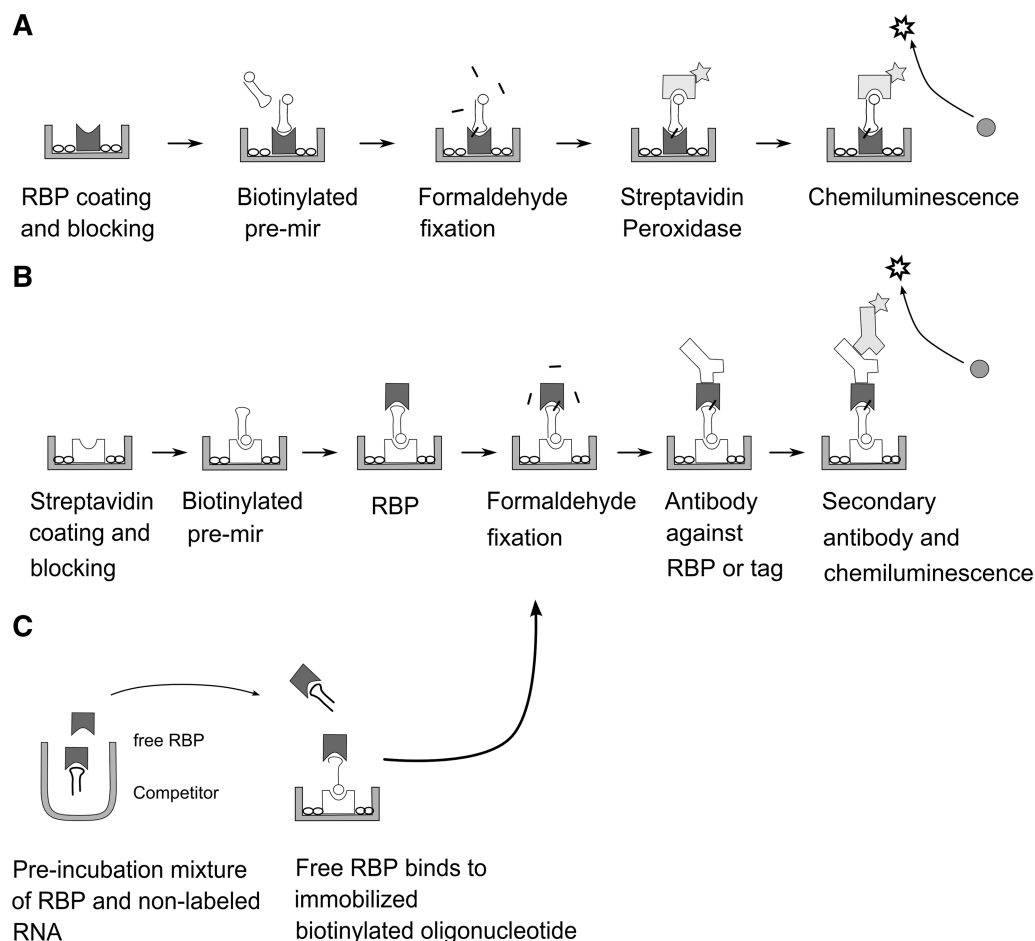 A
RBP coating
and blocking
Biotinylated
pre-mir
Formaldehyde
fixation
Streptavidin
Peroxidase
Chemiluminescence
B
Streptavidin
coating and
blocking
Biotinylated
pre-mir
RBP
Formaldehyde
fixation
Antibody
against
RBP or tag
Secondary
antibody and
chemiluminescence
C
free RBP
Competitor
Pre-incubation mixture
of RBP and non-labeled
RNA
Free RBP binds to
immobilized
biotinylated oligonucleotide